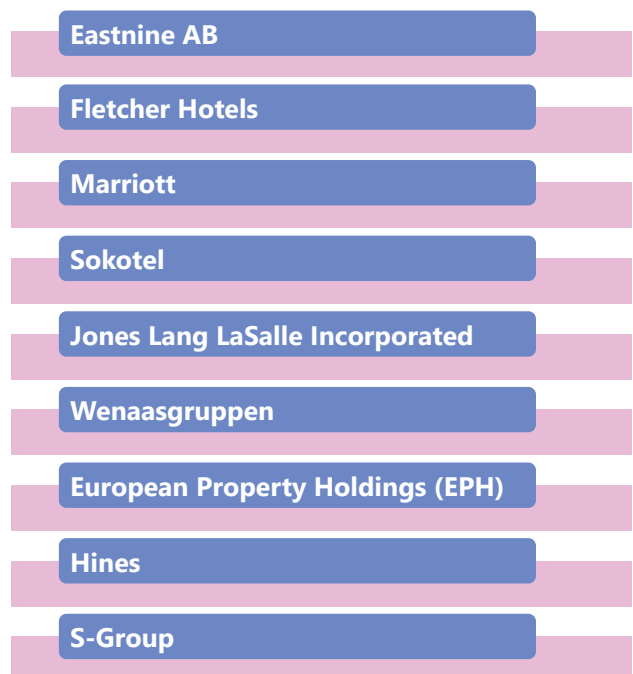 Eastnine AB
Fletcher Hotels
Marriott
Sokotel
Jones Lang LaSalle Incorporated
Wenaasgruppen
European Property Holdings (EPH)
Hines
S-Group